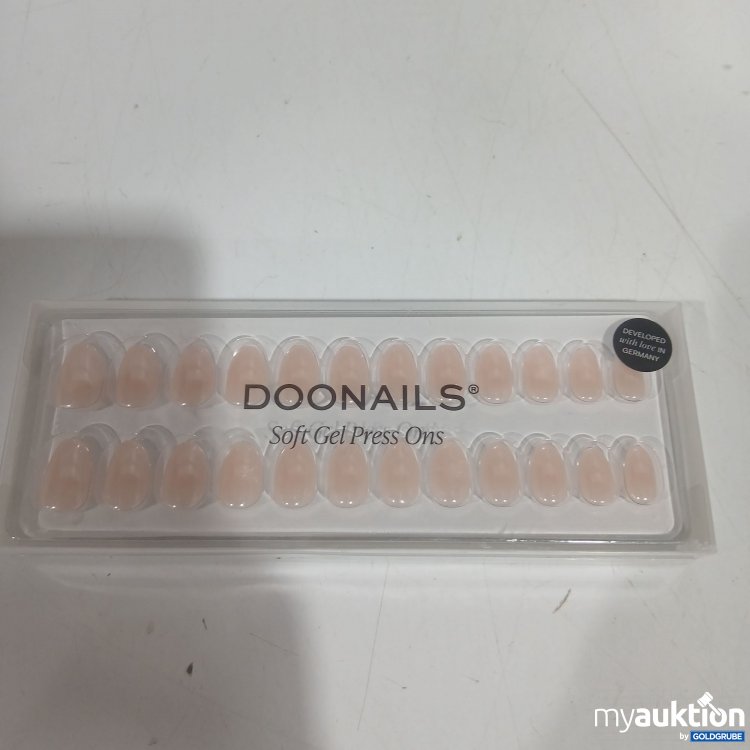 DEVELOPED
with love IN
GERMANY
DOONAILS®
Soft Gel Press Ons
myauktion
by GOLDGRUBE